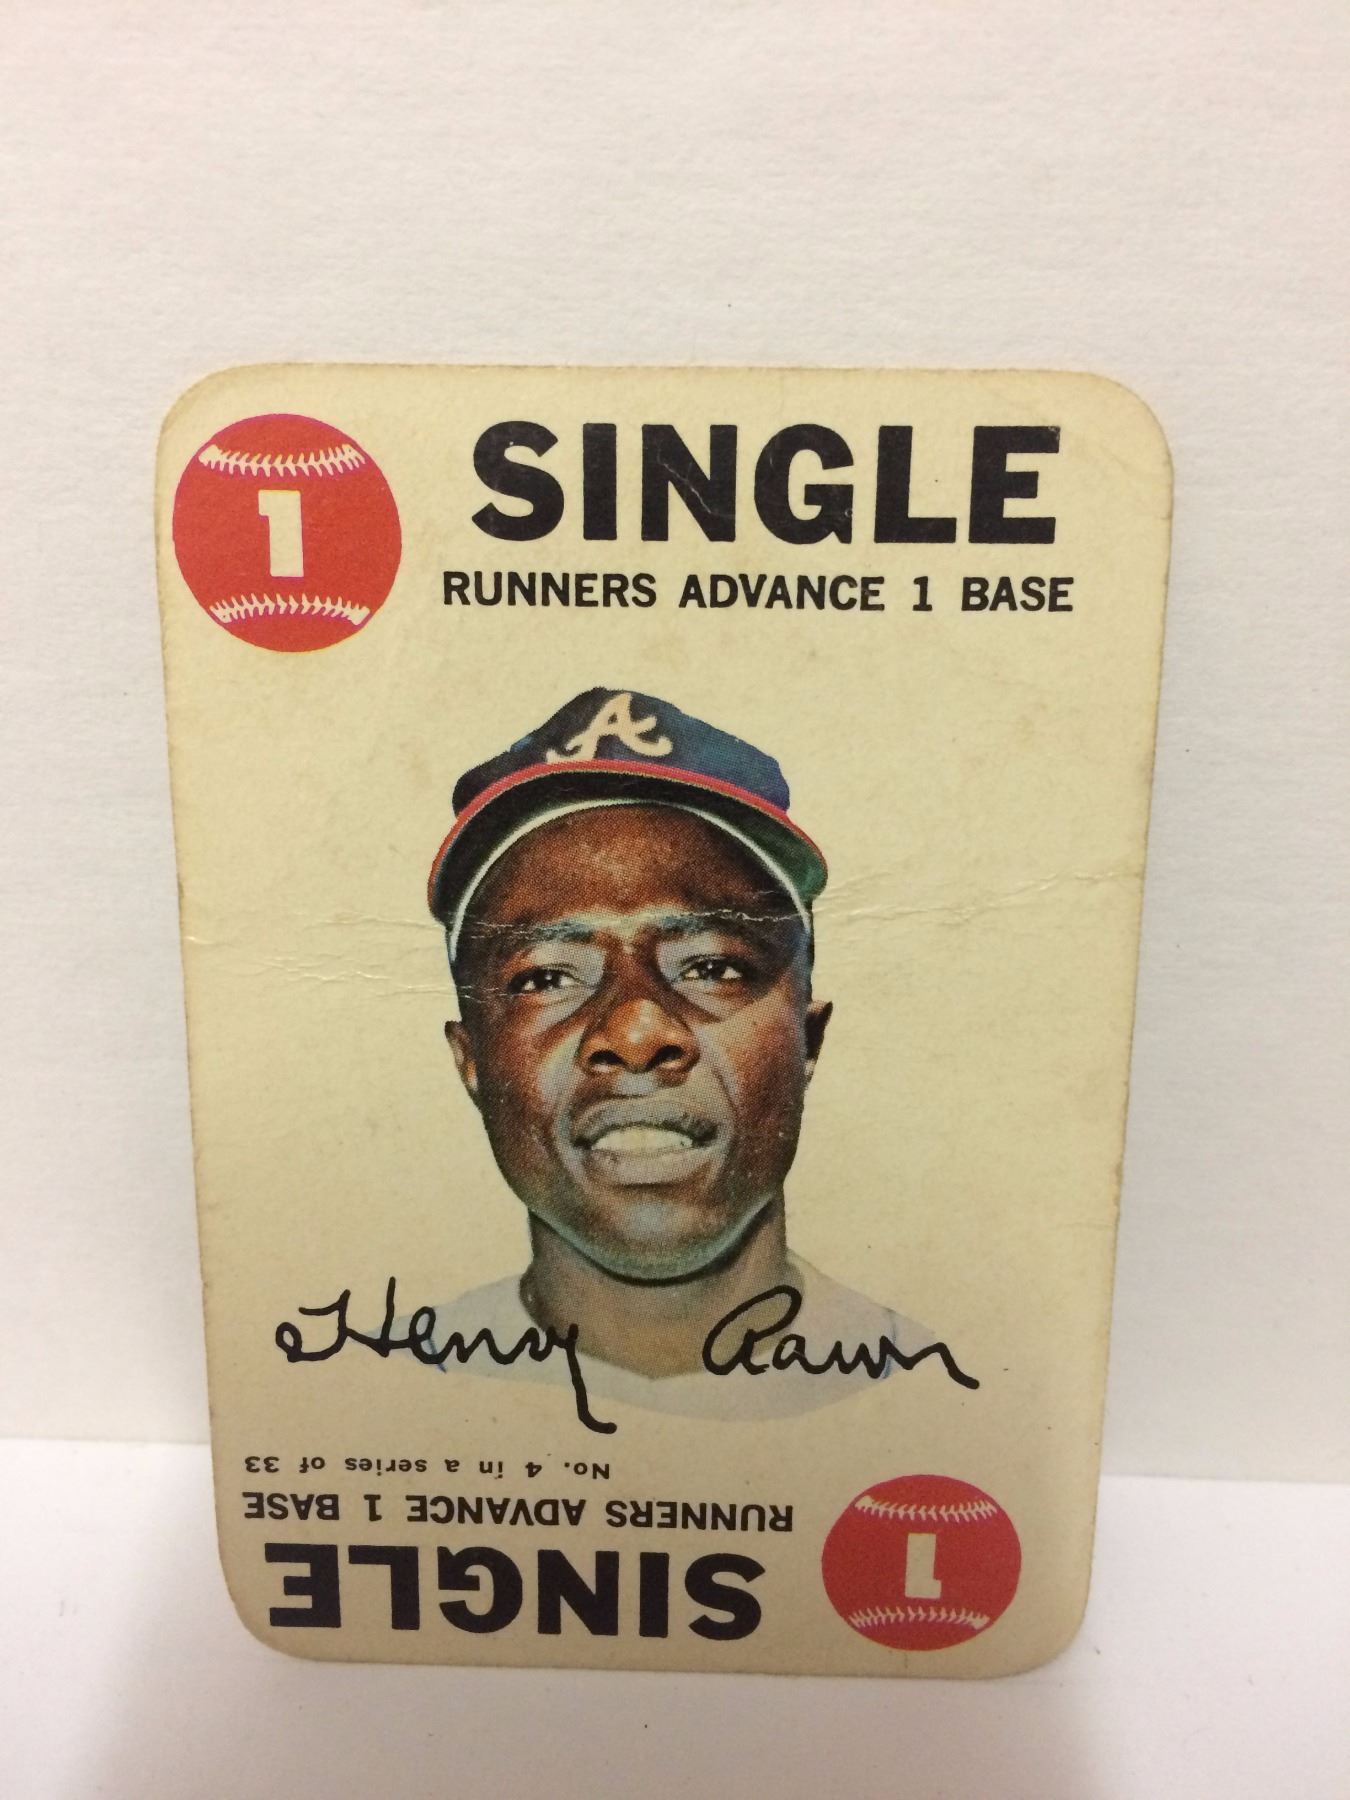 1
SINGLE
RUNNERS ADVANCE 1 BASE
A
Henry Aaron
No. 4 in a series of 33
RUNNERS ADVANCE 1 BASE
SINGLE
1